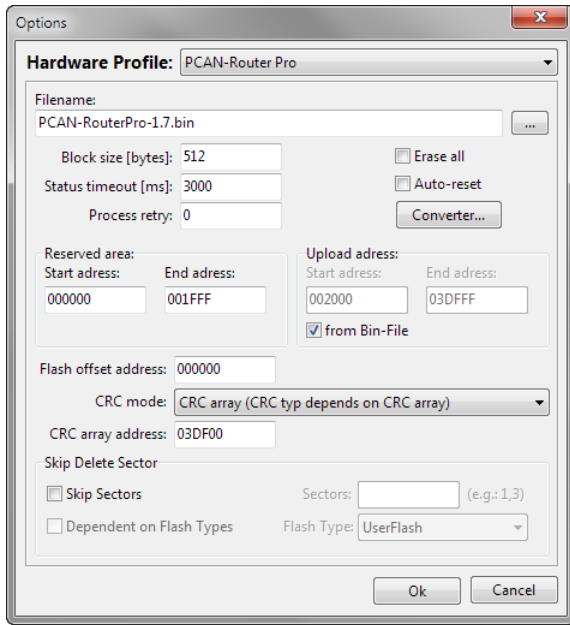 Options
Hardware Profile: PCAN-Router Pro
Filename:
PCAN-RouterPro-1.7.bin ...
Block size [bytes]: 512 Erase all
Status timeout [ms]: 3000 Auto-reset
Process retry: 0 Converter...
Reserved area: Upload adress:
Start adress: End adress: Start adress: End adress:
000000 001FFF 002000 03DFFF
from Bin-File
Flash offset address: 000000
CRC mode: CRC array (CRC typ depends on CRC array)
CRC array address: 03DF00
Skip Delete Sector
Skip Sectors Sectors: (e.g.: 1,3)
Dependent on Flash Types Flash Type: UserFlash
Ok Cancel